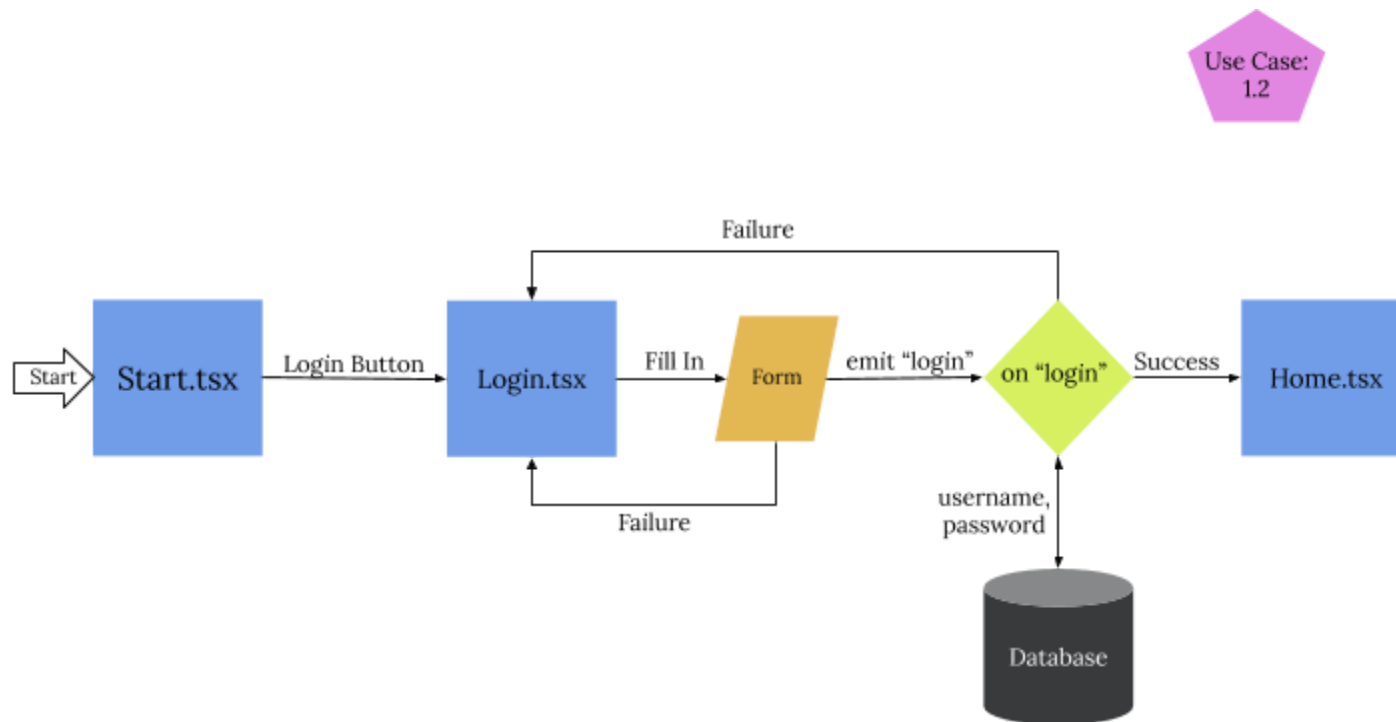 Use Case:
1.2
Failure
Start
Start.tsx
Login Button
Login.tsx
Fill In
Form
emit “login”
on “login”
Success
Home.tsx
Failure
username,
password
Database